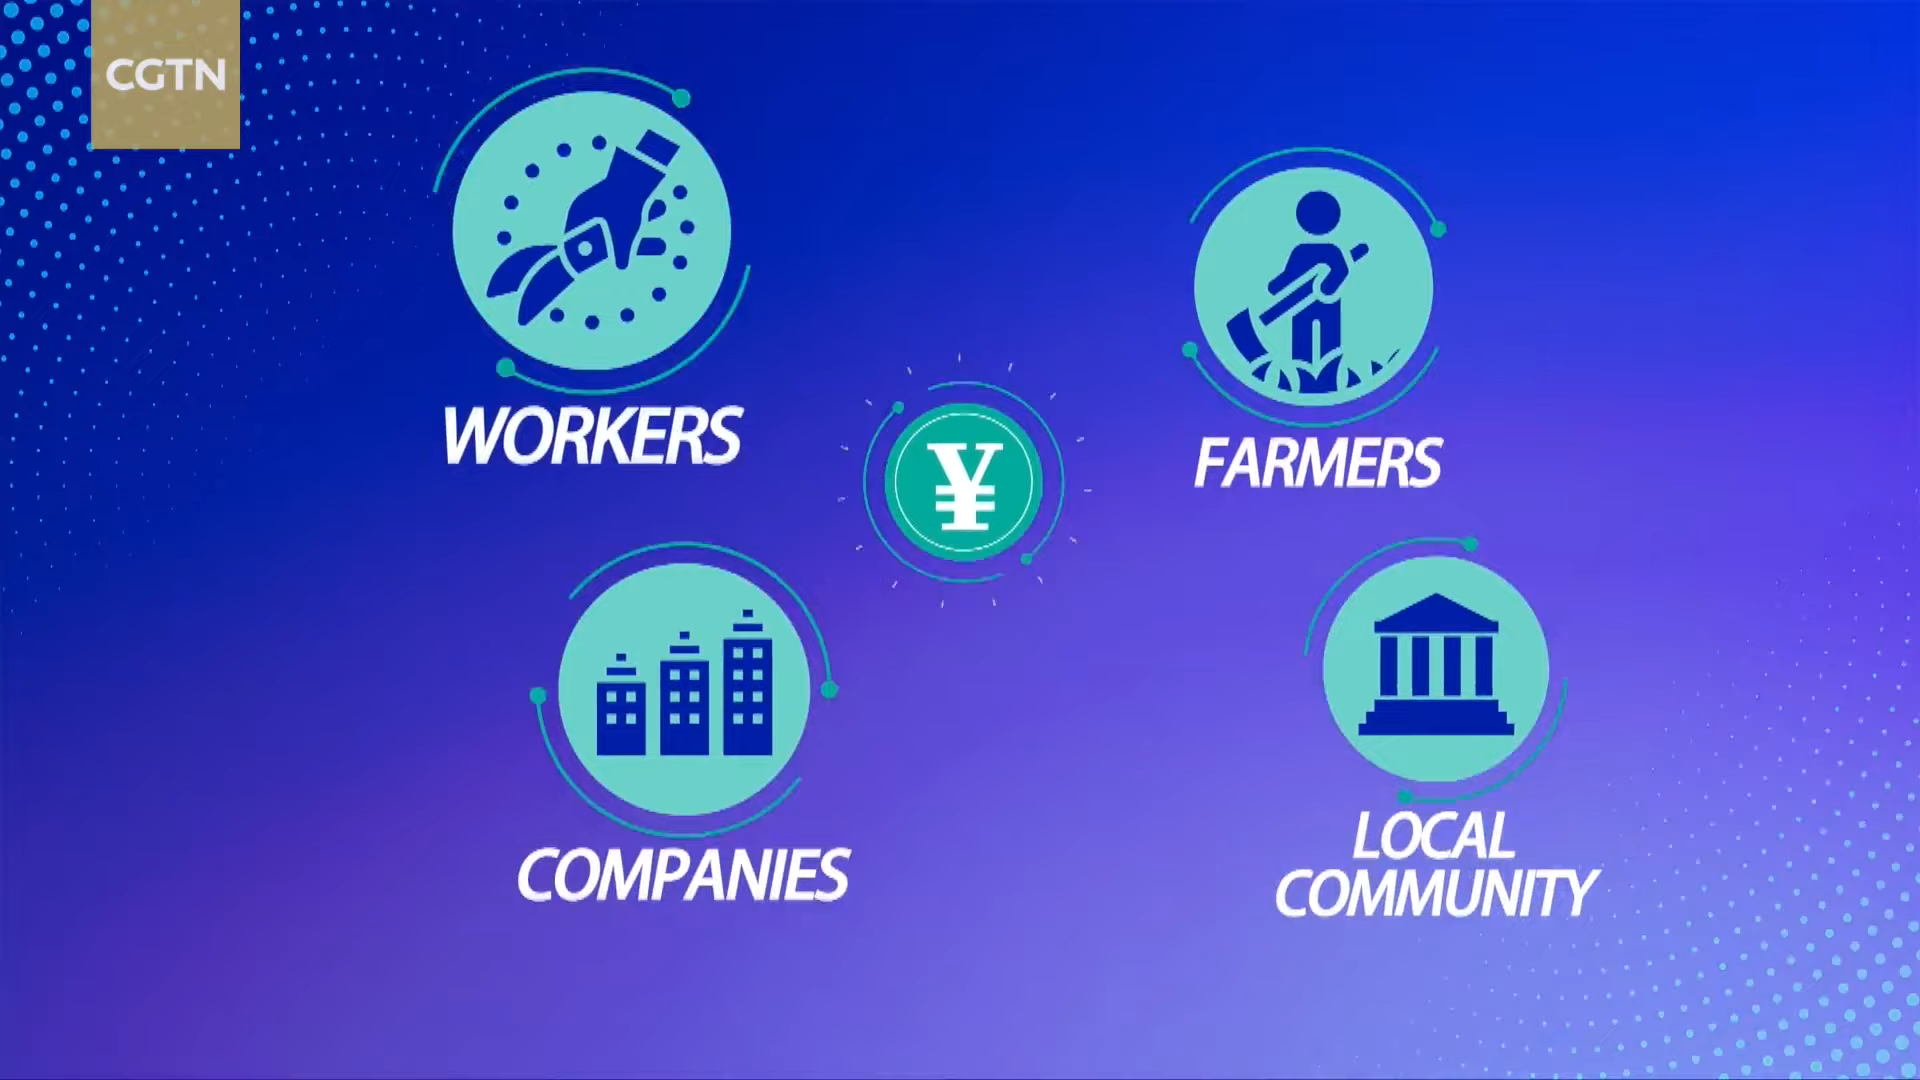 CGTN
WORKERS
FARMERS
¥
COMPANIES
LOCAL
COMMUNITY